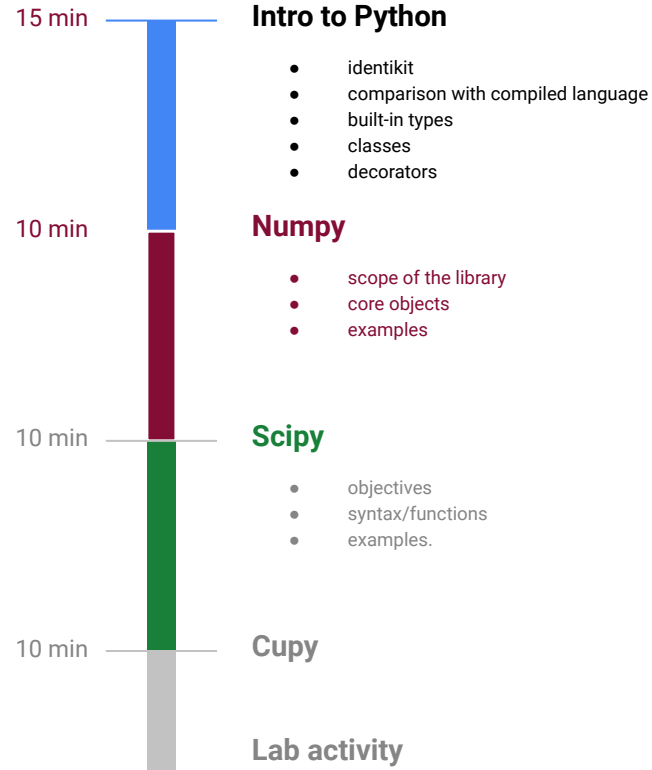 15 min Intro to Python
● identikit
● comparison with compiled language
● built-in types
● classes
● decorators
10 min Numpy
● scope of the library
● core objects
● examples
10 min Scipy
● objectives
● syntax/functions
● examples.
10 min Cupy
Lab activity